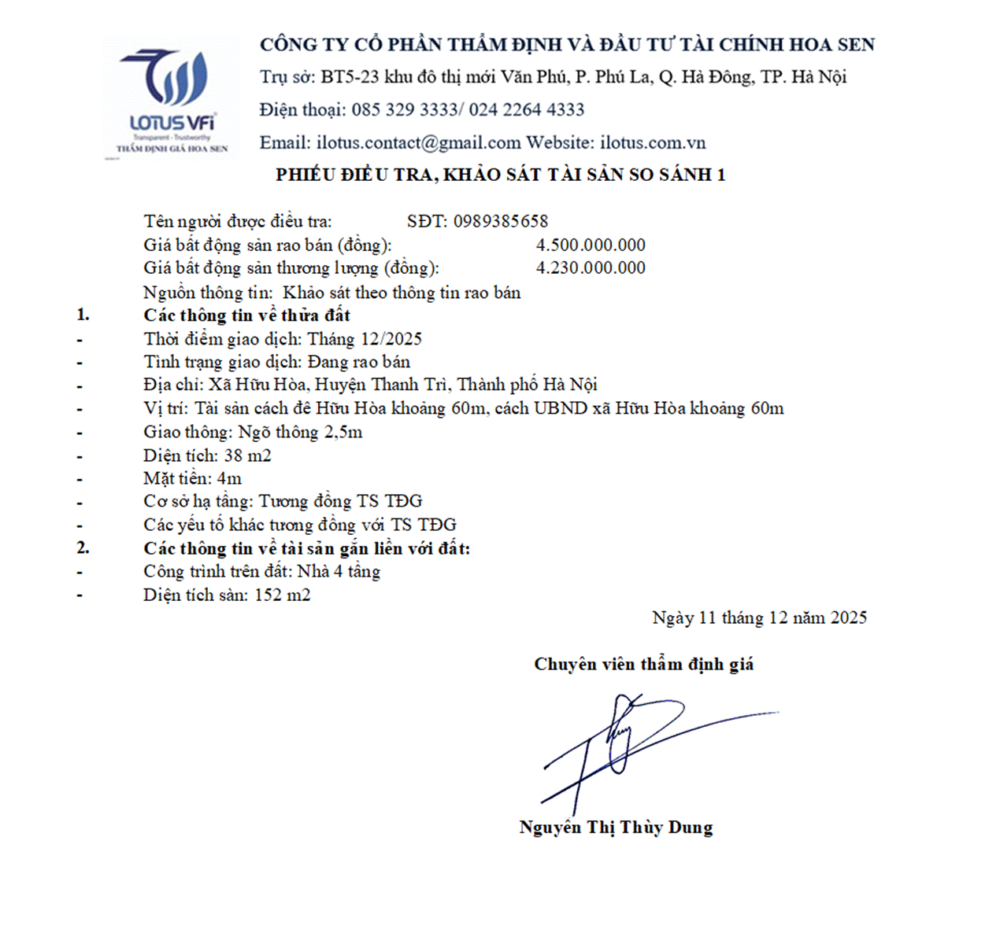 CÔNG TY CỔ PHẦN THẨM ĐỊNH VÀ ĐẦU TƯ TÀI CHÍNH HOA SEN
Trụ sở: BT5-23 khu đô thị mới Văn Phú, P. Phú La, Q. Hà Đông, TP. Hà Nội
Điện thoại: 085 329 3333/ 024 2264 4333
Email: ilotus.contact@gmail.com Website: ilotus.com.vn
LOTUS VFi
Transparent - Trustworthy
THẨM ĐỊNH GIÁ HOA SEN
PHIẾU ĐIỀU TRA, KHẢO SÁT TÀI SẢN SO SÁNH 1
Tên người được điều tra: SĐT: 0989385658
Giá bất động sản rao bán (đồng): 4.500.000.000
Giá bất động sản thương lượng (đồng): 4.230.000.000
Nguồn thông tin: Khảo sát theo thông tin rao bán
1. Các thông tin về thửa đất
- Thời điểm giao dịch: Tháng 12/2025
- Tình trạng giao dịch: Đang rao bán
- Địa chỉ: Xã Hữu Hòa, Huyện Thanh Trì, Thành phố Hà Nội
- Vị trí: Tài sản cách đê Hữu Hòa khoảng 60m, cách UBND xã Hữu Hòa khoảng 60m
- Giao thông: Ngõ thông 2,5m
- Diện tích: 38 m2
- Mặt tiền: 4m
- Cơ sở hạ tầng: Tương đồng TS TĐG
- Các yếu tố khác tương đồng với TS TĐG
2. Các thông tin về tài sản gắn liền với đất:
- Công trình trên đất: Nhà 4 tầng
- Diện tích sàn: 152 m2
Ngày 11 tháng 12 năm 2025
Chuyên viên thẩm định giá
Nguyễn Thị Thùy Dung